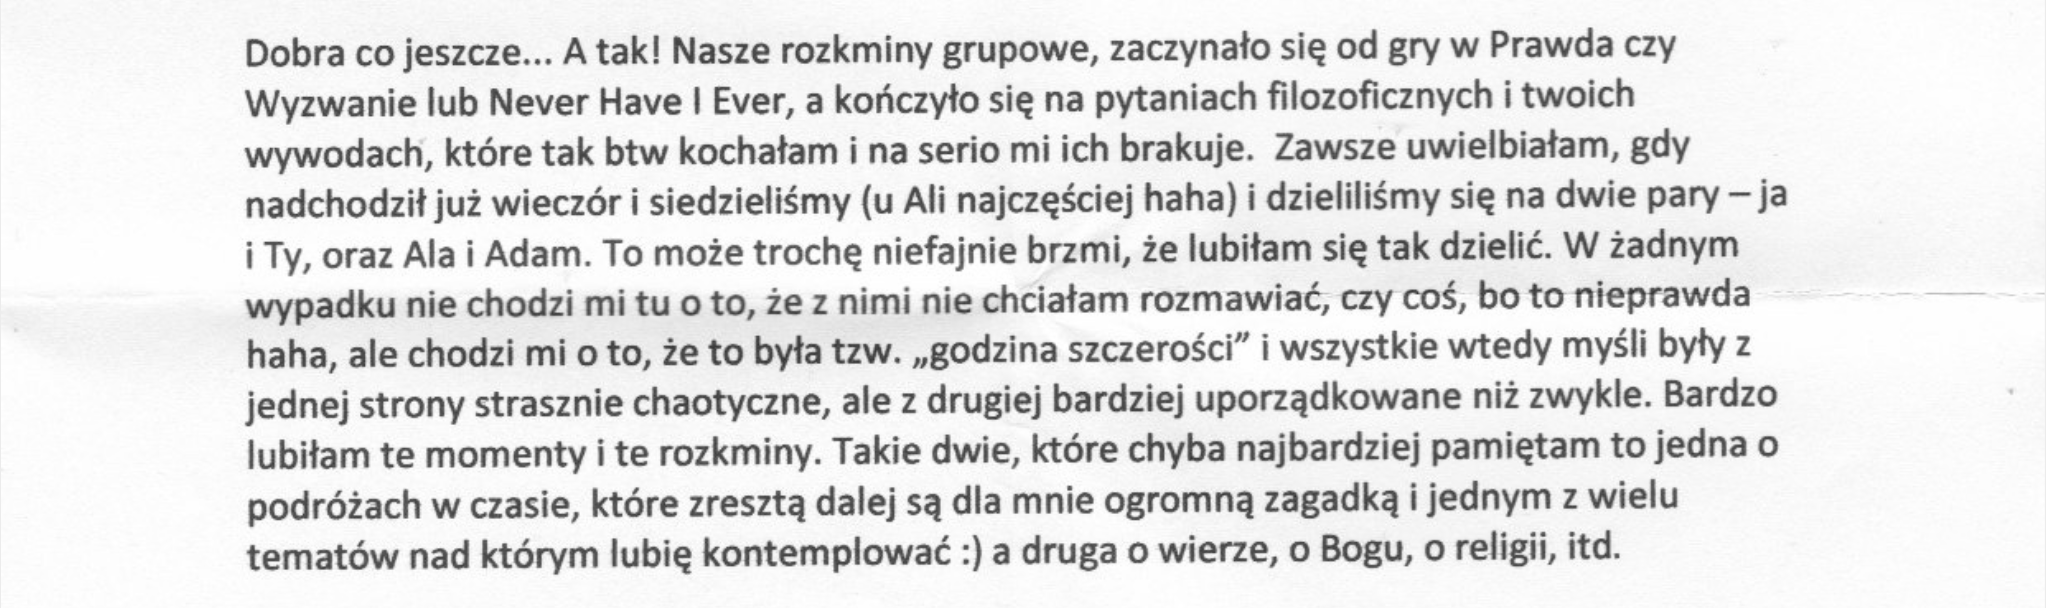 Dobra co jeszcze... A tak! Nasze rozkminy grupowe, zaczynało się od gry w Prawda czy
Wyzwanie lub Never Have I Ever, a kończyło się na pytaniach filozoficznych i twoich
wywodach, które tak btw kochałam i na serio mi ich brakuje.  Zawsze uwielbiałam, gdy
nadchodził już wieczór i siedzieliśmy (u Ali najczęściej haha) i dzieliliśmy się na dwie pary – ja
i Ty, oraz Ala i Adam. To może trochę niefajnie brzmi, że lubiłam się tak dzielić. W żadnym
wypadku nie chodzi mi tu o to, że z nimi nie chciałam rozmawiać, czy coś, bo to nieprawda
haha, ale chodzi mi o to, że to była tzw. „godzina szczerości” i wszystkie wtedy myśli były z
jednej strony strasznie chaotyczne, ale z drugiej bardziej uporządkowane niż zwykle. Bardzo
lubiłam te momenty i te rozkminy. Takie dwie, które chyba najbardziej pamiętam to jedna o
podróżach w czasie, które zresztą dalej są dla mnie ogromną zagadką i jednym z wielu
tematów nad którym lubię kontemplować :) a druga o wierze, o Bogu, o religii, itd.